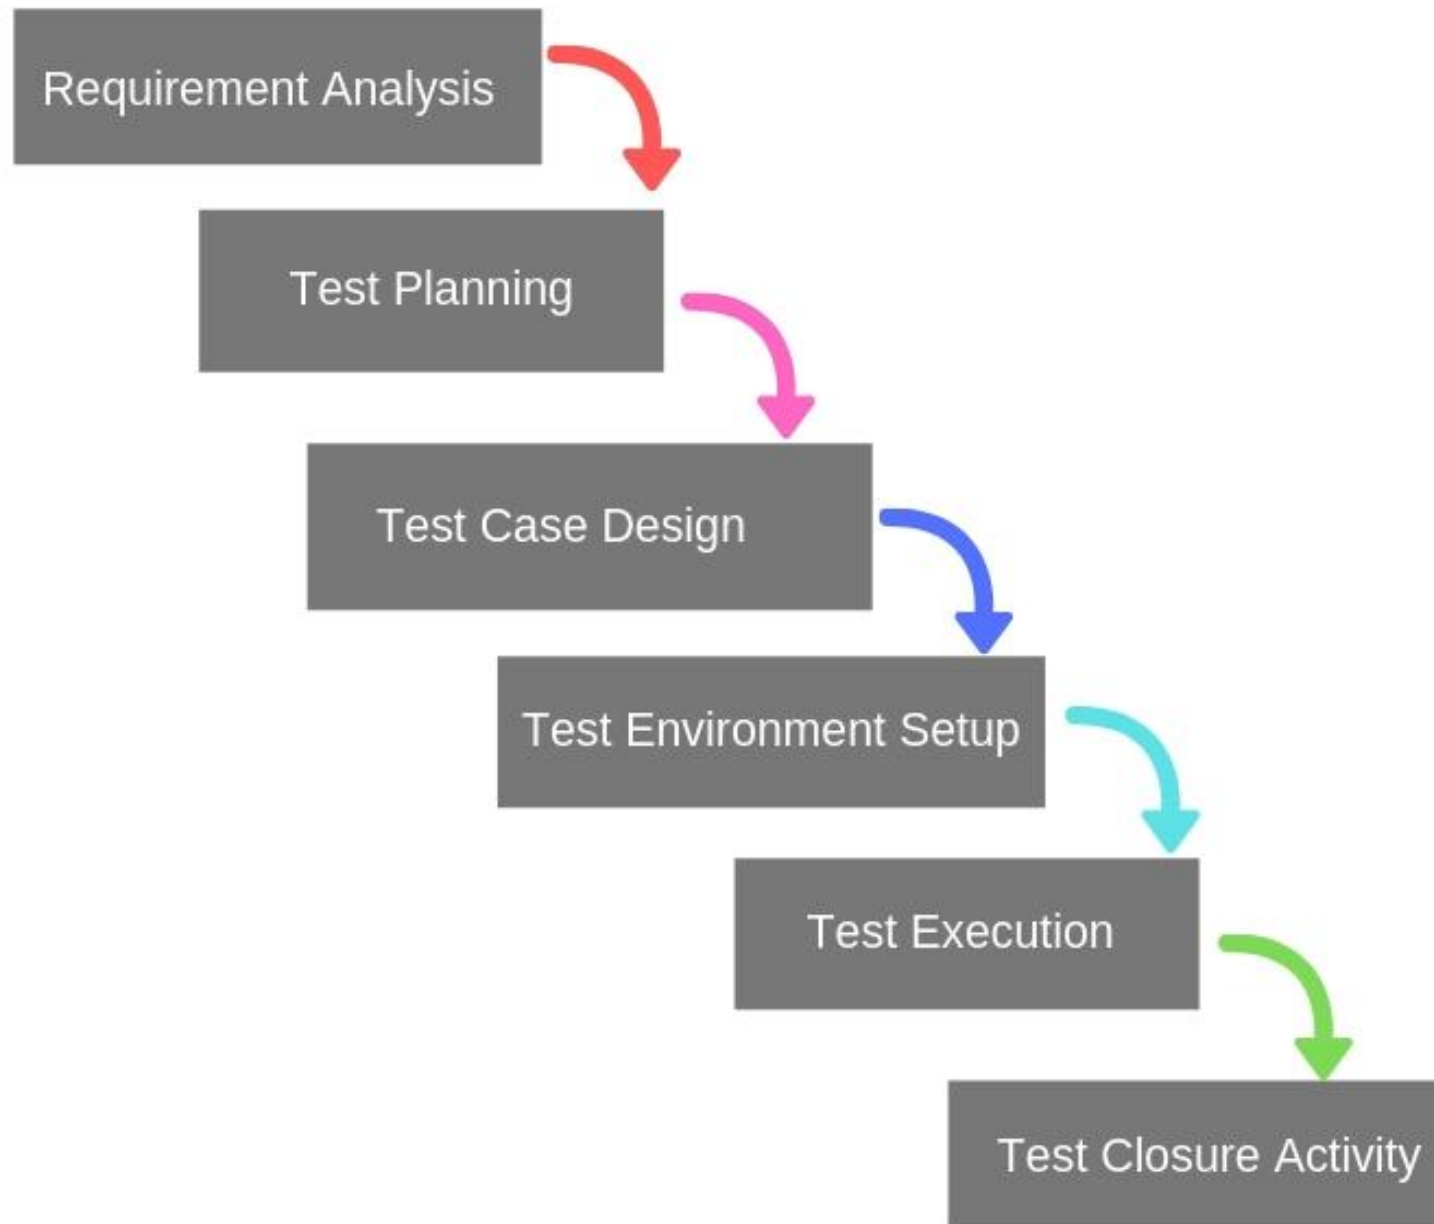 Requirement Analysis
Test Planning
Test Case Design
Test Environment Setup
Test Execution
Test Closure Activity